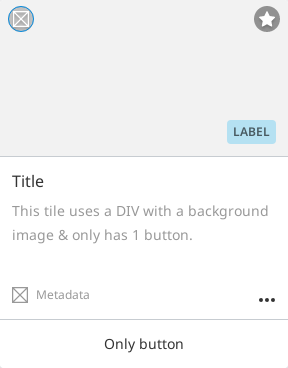 LABEL
Title
This tile uses a DIV with a background
image & only has 1 button.
Metadata
Only button